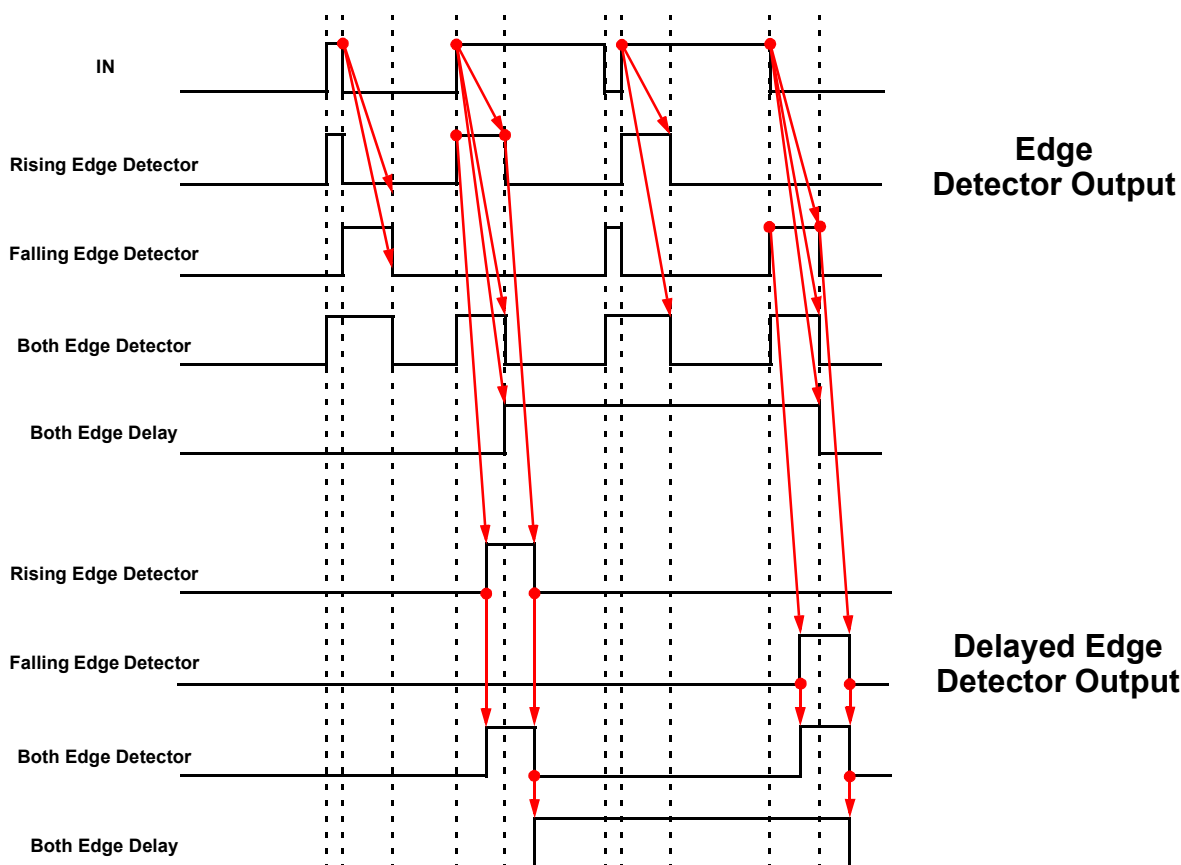 IN
Rising Edge Detector
Edge
Detector Output
Falling Edge Detector
Both Edge Detector
Both Edge Delay
Rising Edge Detector
Falling Edge Detector
Delayed Edge
Detector Output
Both Edge Detector
Both Edge Delay